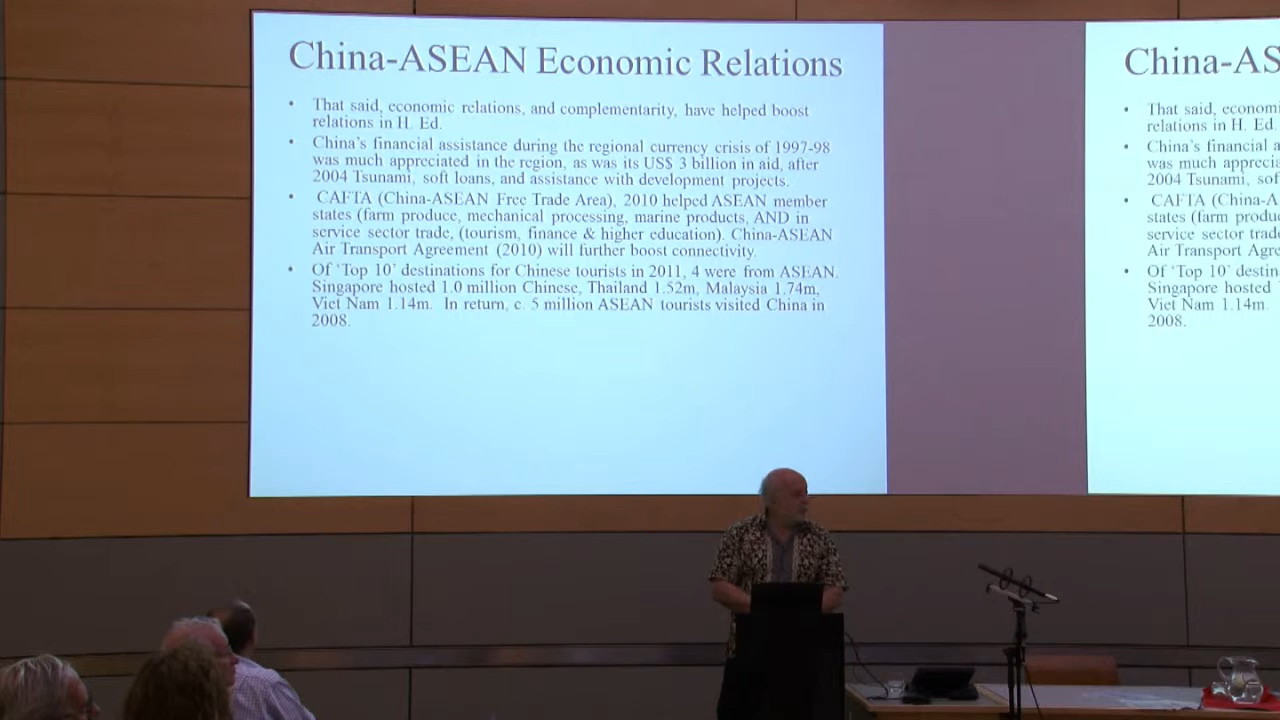 China-ASEAN Economic Relations
• That said, economic relations, and complementarity, have helped boost
relations in H. Ed.
• China's financial assistance during the regional currency crisis of 1997-98
was much appreciated in the region, as was its US$ 3 billion in aid, after
2004 Tsunami, soft loans, and assistance with development projects.
• CAFTA (China-ASEAN Free Trade Area), 2010 helped ASEAN member
states (farm produce, mechanical processing, marine products, AND in
service sector trade, (tourism, finance & higher education). China-ASEAN
Air Transport Agreement (2010) will further boost connectivity.
• Of 'Top 10' destinations for Chinese tourists in 2011, 4 were from ASEAN.
Singapore hosted 1.0 million Chinese, Thailand 1.52m, Malaysia 1.74m,
Viet Nam 1.14m. In return, c. 5 million ASEAN tourists visited China in
2008.
China-AS
• That said, economi
relations in H. Ed
• China's financial a
was much apprecia
2004 Tsunami, sof
• CAFTA (China-A
states (farm produ
service sector trad
Air Transport Agre
• Of 'Top 10' destin
Singapore hosted
Viet Nam 1.14m.
2008.